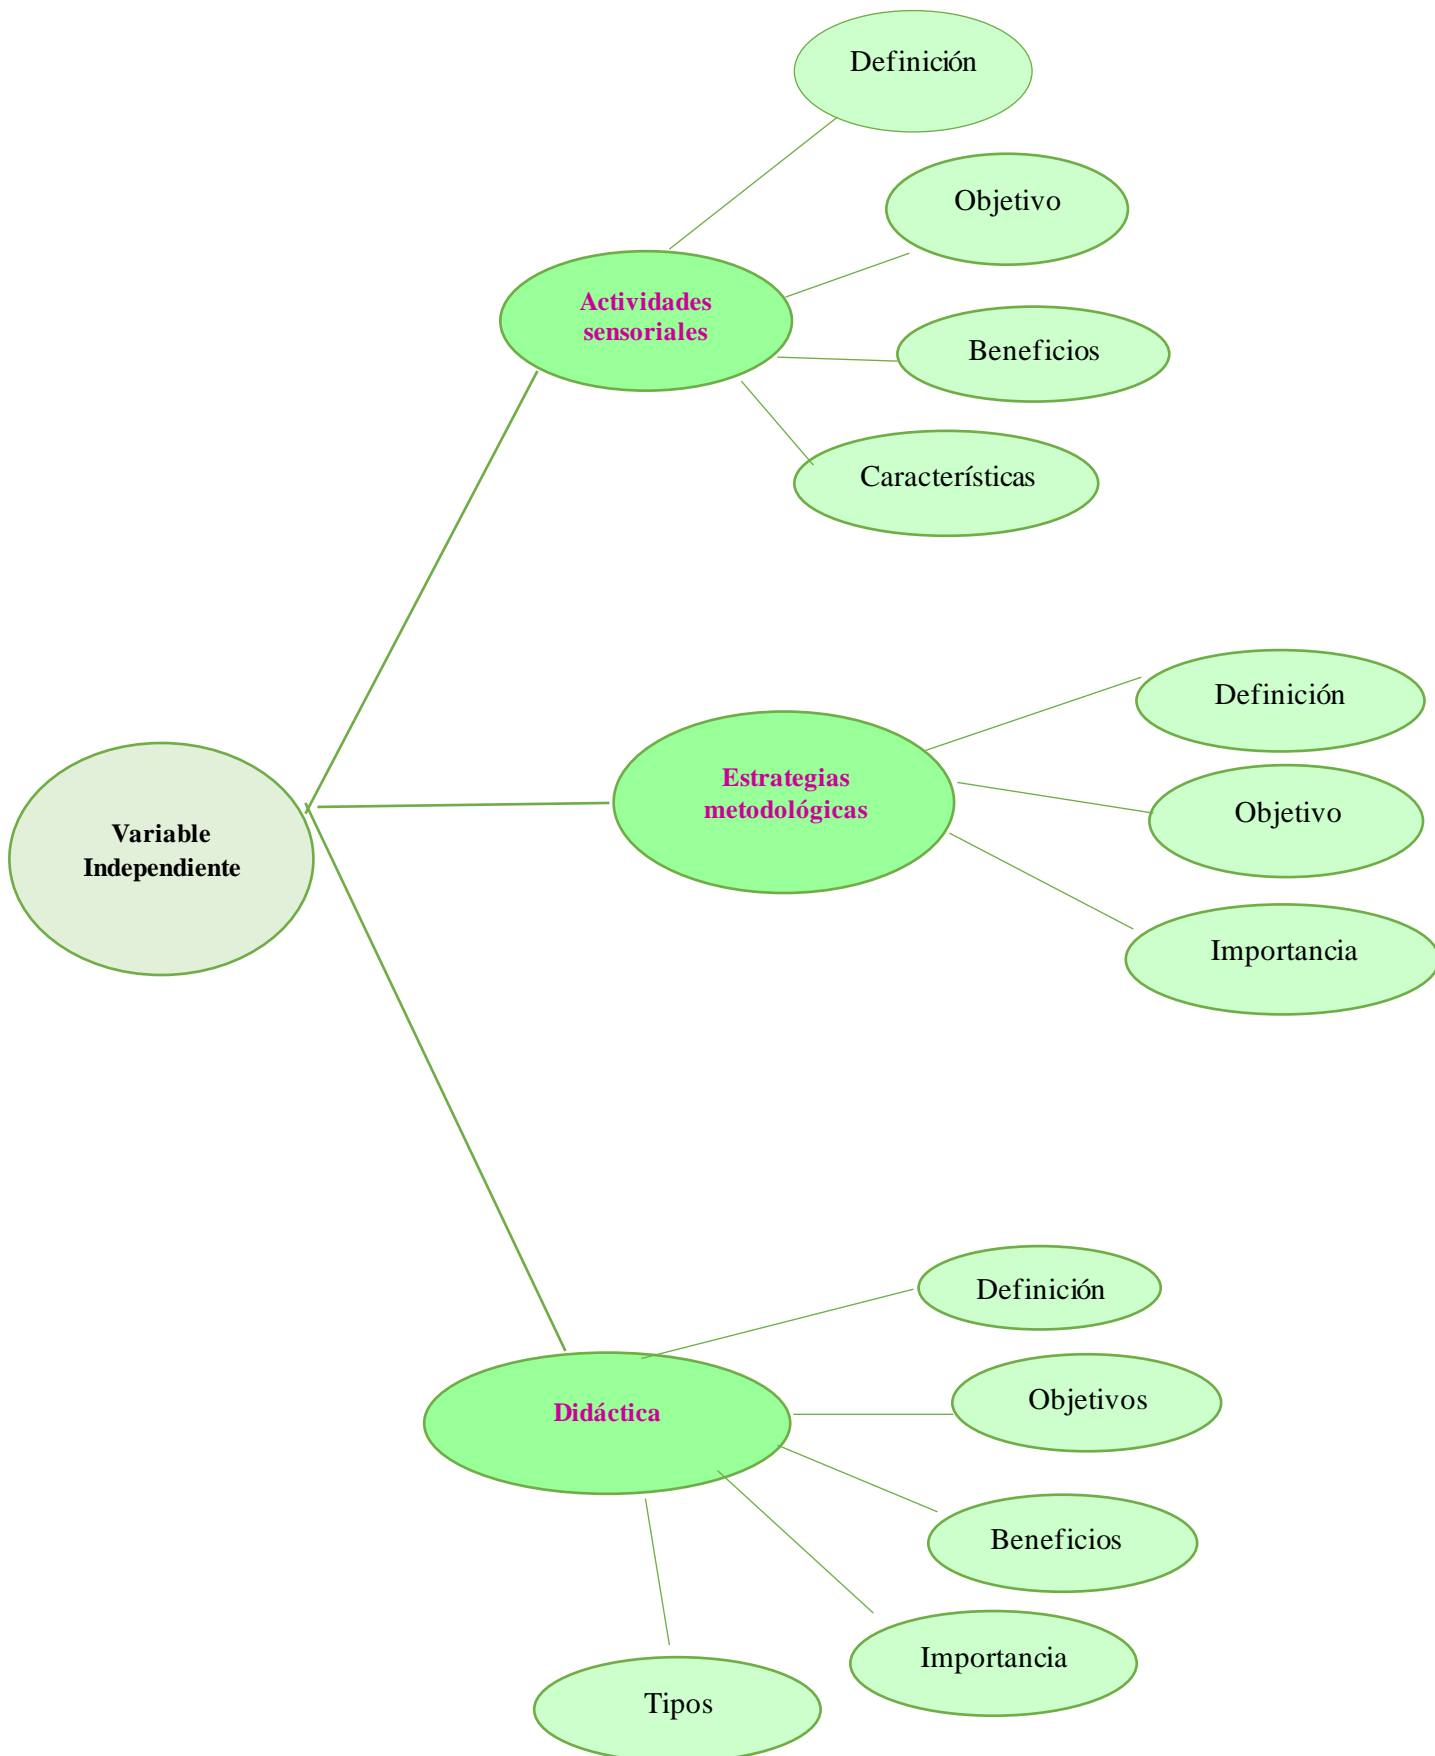 Definición
Objetivo
Actividades
sensoriales
Beneficios
Características
Variable
Independiente
Estrategias
metodológicas
Definición
Objetivo
Importancia
Didáctica
Definición
Objetivos
Beneficios
Importancia
Tipos